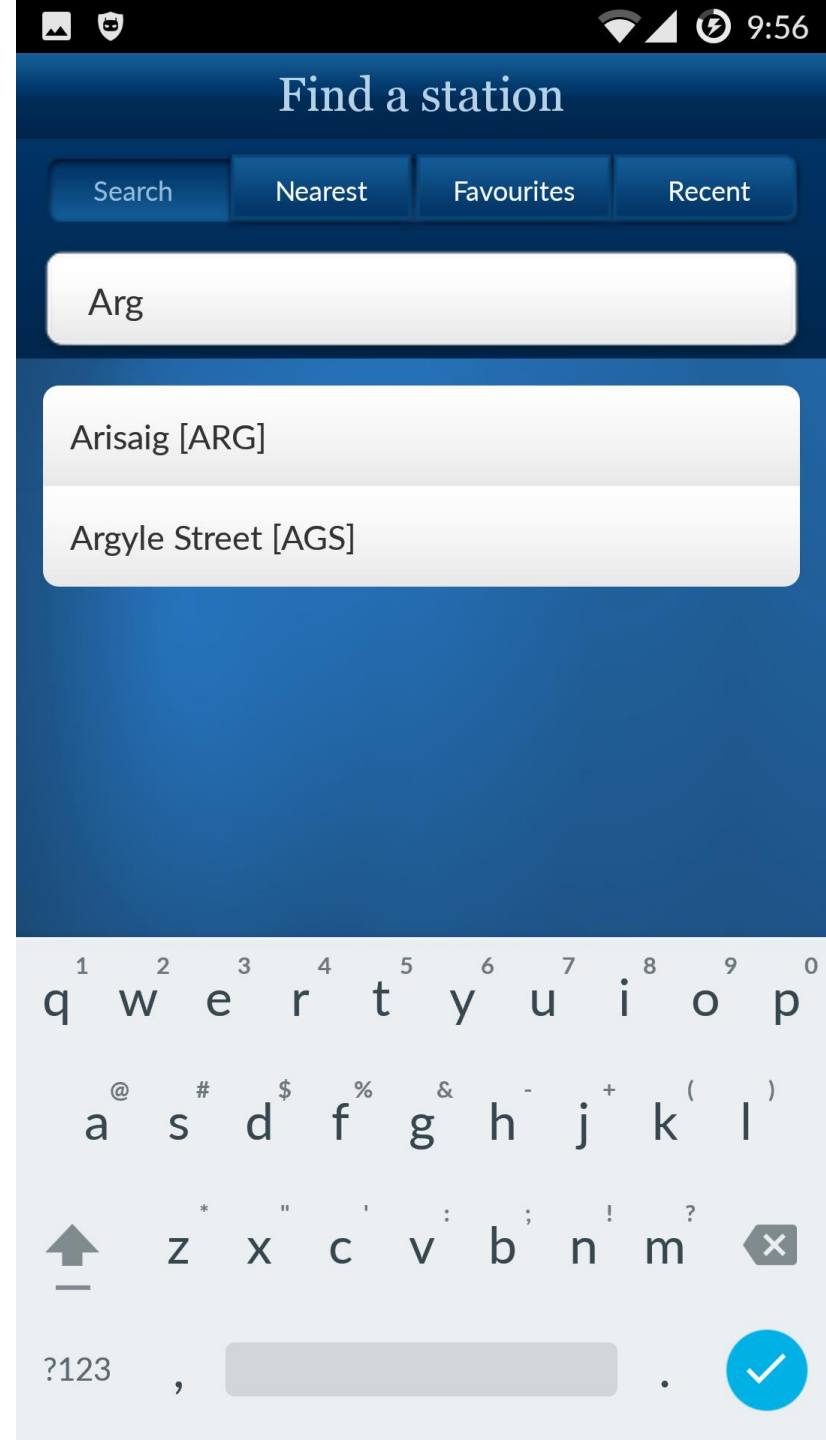 9:56
Find a station
Search Nearest Favourites Recent
Arg
Arisaig [ARG]
Argyle Street [AGS]
1 2 3 4 5 6 7 8 9 0
q w e r t y u i o p
@ # $ % & - + ( )
a s d f g h j k l
* " ' : ; ! ?
z x c v b n m
?123 , .